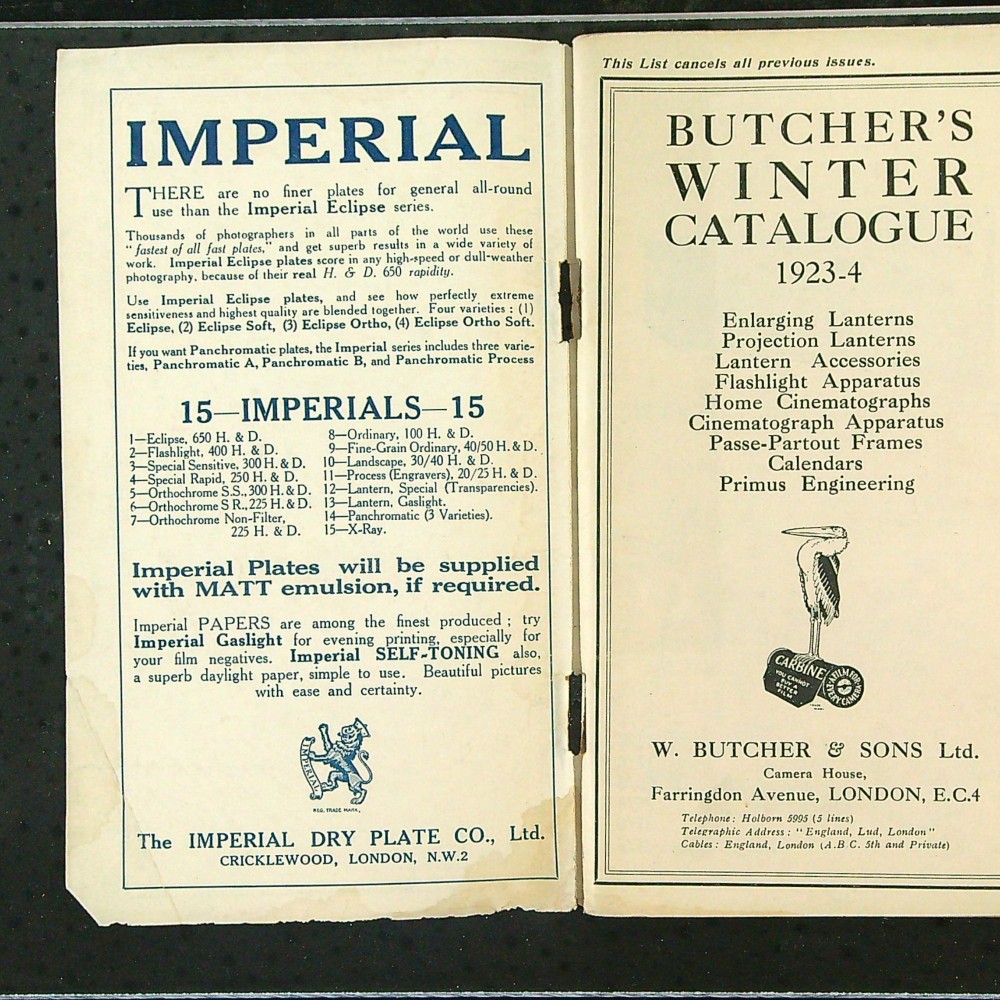 IMPERIAL
THERE are no finer plates for general all-round
use than the Imperial Eclipse series.
Thousands of photographers in all parts of the world use these
"fastest of all fast plates," and get superb results in a wide variety of
work. Imperial Eclipse plates score in any high-speed or dull-weather
photography, because of their real H. & D. 650 rapidity.
Use Imperial Eclipse plates, and see how perfectly extreme
sensitiveness and highest quality are blended together. Four varieties : (1)
Eclipse, (2) Eclipse Soft, (3) Eclipse Ortho, (4) Eclipse Ortho Soft.
If you want Panchromatic plates, the Imperial series includes three varie-
ties, Panchromatic A, Panchromatic B, and Panchromatic Process
15—IMPERIALS—15
1—Eclipse, 650 H. & D.
2—Flashlight, 400 H. & D.
3—Special Sensitive, 300 H. & D.
4—Special Rapid, 250 H. & D.
5—Orthochrome S.S., 300 H. & D.
6—Orthochrome S R., 225 H. & D.
7—Orthochrome Non-Filter,
225 H. & D.
8—Ordinary, 100 H. & D.
9—Fine-Grain Ordinary, 40/50 H. & D.
10—Landscape, 30/40 H. & D.
11—Process (Engravers), 20/25 H. & D.
12—Lantern, Special (Transparencies).
13—Lantern, Gaslight.
14—Panchromatic (3 Varieties).
15—X-Ray.
Imperial Plates will be supplied
with MATT emulsion, if required.
Imperial PAPERS are among the finest produced ; try
Imperial Gaslight for evening printing, especially for
your film negatives. Imperial SELF-TONING also,
a superb daylight paper, simple to use. Beautiful pictures
with ease and certainty.
IMPERIAL
REG. TRADE MARK.
The IMPERIAL DRY PLATE CO., Ltd.
CRICKLEWOOD, LONDON, N.W.2
This List cancels all previous issues.
BUTCHER'S
WINTER
CATALOGUE
1923-4
Enlarging Lanterns
Projection Lanterns
Lantern Accessories
Flashlight Apparatus
Home Cinematographs
Cinematograph Apparatus
Passe-Partout Frames
Calendars
Primus Engineering
CARBINE
YOU CANNOT
BUY A
BETTER
FILM
A FILM FOR
EVERY CAMERA
W. BUTCHER & SONS Ltd.
Camera House,
Farringdon Avenue, LONDON, E.C.4
Telephone : Holborn 5995 (5 lines)
Telegraphic Address : "England, Lud, London"
Cables : England, London (A.B C. 5th and Private)